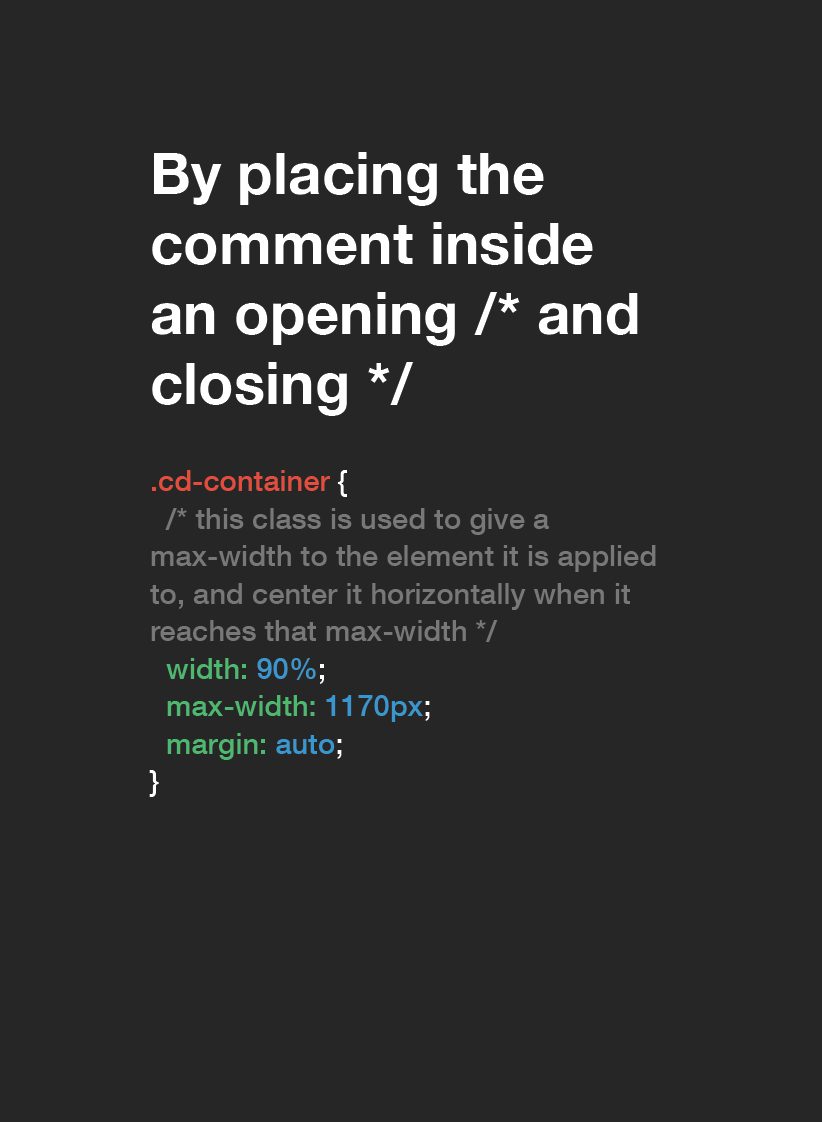 By placing the
comment inside
an opening /* and
closing */
.cd-container {
/* this class is used to give a
max-width to the element it is applied
to, and center it horizontally when it
reaches that max-width */
width: 90%;
max-width: 1170px;
margin: auto;
}